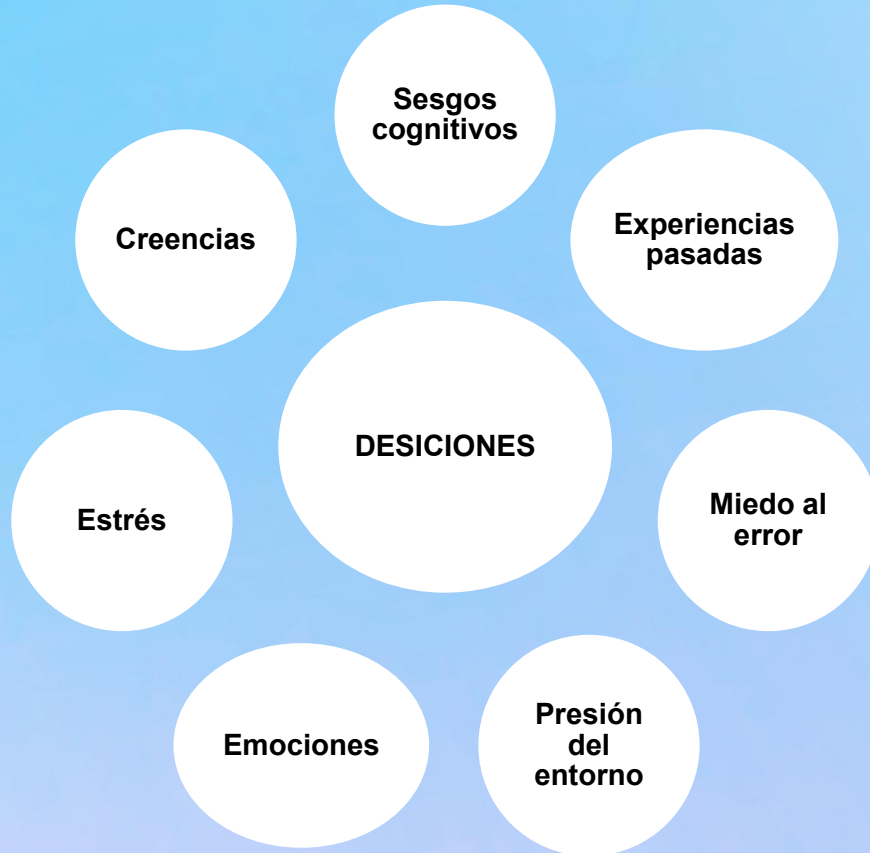 Sesgos
cognitivos
Creencias
Experiencias
pasadas
DESICIONES
Estrés
Miedo al
error
Emociones
Presión
del
entorno